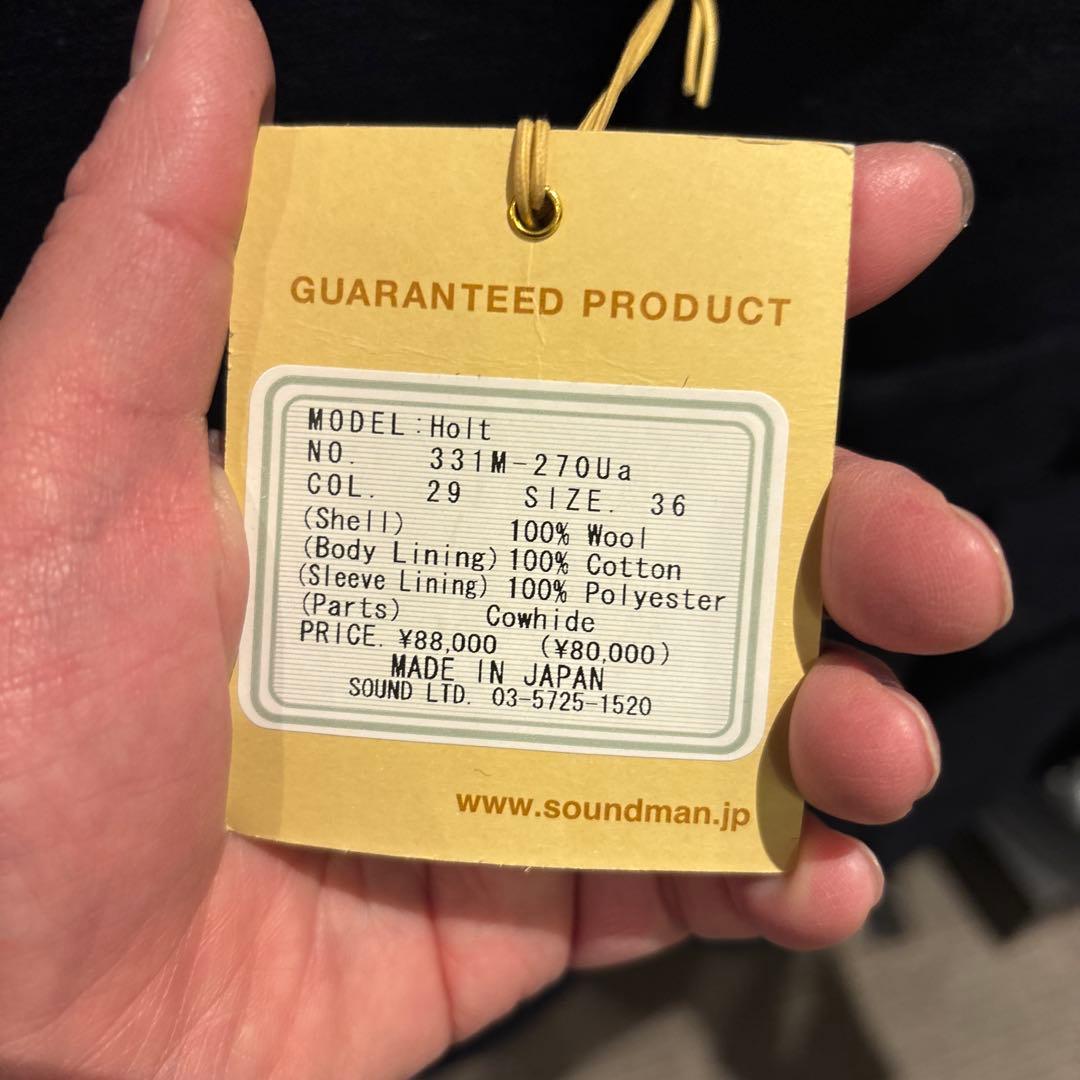 GUARANTEED PRODUCT
MODEL:Holt
NO. 331M-270Ua
COL. 29 SIZE. 36
(Shell) 100% Wool
(Body Lining) 100% Cotton
(Sleeve Lining) 100% Polyester
(Parts) Cowhide
PRICE. ¥88,000 (¥80,000)
MADE IN JAPAN
SOUND LTD. 03-5725-1520
www.soundman.jp